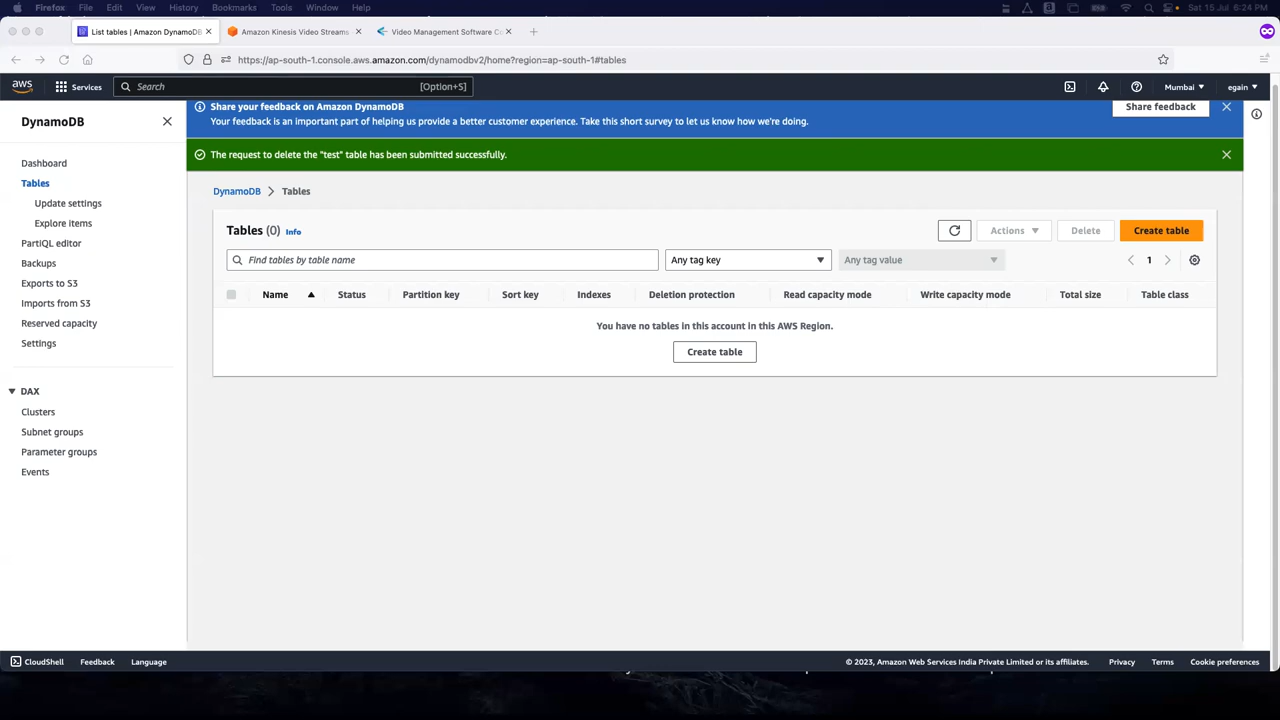 Firefox File Edit View History Bookmarks Tools Window Help Sat 15 Jul 6:24 PM
List tables | Amazon DynamoDB Amazon Kinesis Video Streams Video Management Software C
https://ap-south-1.console.aws.amazon.com/dynamodbv2/home?region=ap-south-1#tables
aws Services Search [Option+S] Mumbai egain
DynamoDB
Share your feedback on Amazon DynamoDB
Your feedback is an important part of helping us provide a better customer experience. Take this short survey to let us know how we're doing.
Share feedback
The request to delete the "test" table has been submitted successfully.
Dashboard
Tables
Update settings
Explore items
PartiQL editor
Backups
Exports to S3
Imports from S3
Reserved capacity
Settings
DAX
Clusters
Subnet groups
Parameter groups
Events
DynamoDB Tables
Tables (0) Info Actions Delete Create table
Find tables by table name Any tag key Any tag value 1
Name Status Partition key Sort key Indexes Deletion protection Read capacity mode Write capacity mode Total size Table class
You have no tables in this account in this AWS Region.
Create table
CloudShell Feedback Language © 2023, Amazon Web Services India Private Limited or its affiliates. Privacy Terms Cookie preferences